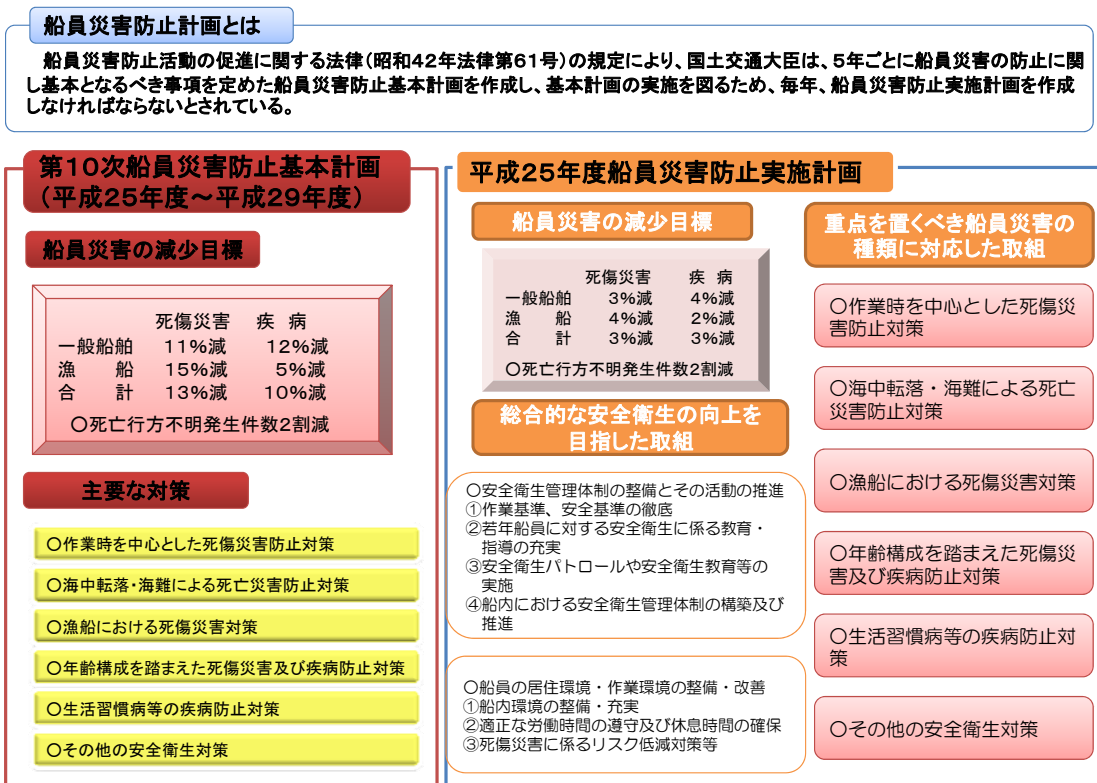 船員災害防止計画とは
船員災害防止活動の促進に関する法律(昭和42年法律第61号)の規定により、国土交通大臣は、5年ごとに船員災害の防止に関
し基本となるべき事項を定めた船員災害防止基本計画を作成し、基本計画の実施を図るため、毎年、船員災害防止実施計画を作成
しなければならないとされている。
第10次船員災害防止基本計画
(平成25年度～平成29年度)
船員災害の減少目標
死傷災害 疾 病
一般船舶 11%減 12%減
漁 船 15%減 5%減
合 計 13%減 10%減
○死亡行方不明発生件数2割減
主要な対策
○作業時を中心とした死傷災害防止対策
○海中転落・海難による死亡災害防止対策
○漁船における死傷災害対策
○年齢構成を踏まえた死傷災害及び疾病防止対策
○生活習慣病等の疾病防止対策
○その他の安全衛生対策
平成25年度船員災害防止実施計画
船員災害の減少目標
死傷災害 疾 病
一般船舶 3%減 4%減
漁 船 4%減 2%減
合 計 3%減 3%減
○死亡行方不明発生件数2割減
総合的な安全衛生の向上を
目指した取組
○安全衛生管理体制の整備とその活動の推進
①作業基準、安全基準の徹底
②若年船員に対する安全衛生に係る教育・
指導の充実
③安全衛生パトロールや安全衛生教育等の
実施
④船内における安全衛生管理体制の構築及び
推進
○船員の居住環境・作業環境の整備・改善
①船内環境の整備・充実
②適正な労働時間の遵守及び休息時間の確保
③死傷災害に係るリスク低減対策等
重点を置くべき船員災害の
種類に対応した取組
○作業時を中心とした死傷災
害防止対策
○海中転落・海難による死亡
災害防止対策
○漁船における死傷災害対策
○年齢構成を踏まえた死傷災
害及び疾病防止対策
○生活習慣病等の疾病防止対
策
○その他の安全衛生対策